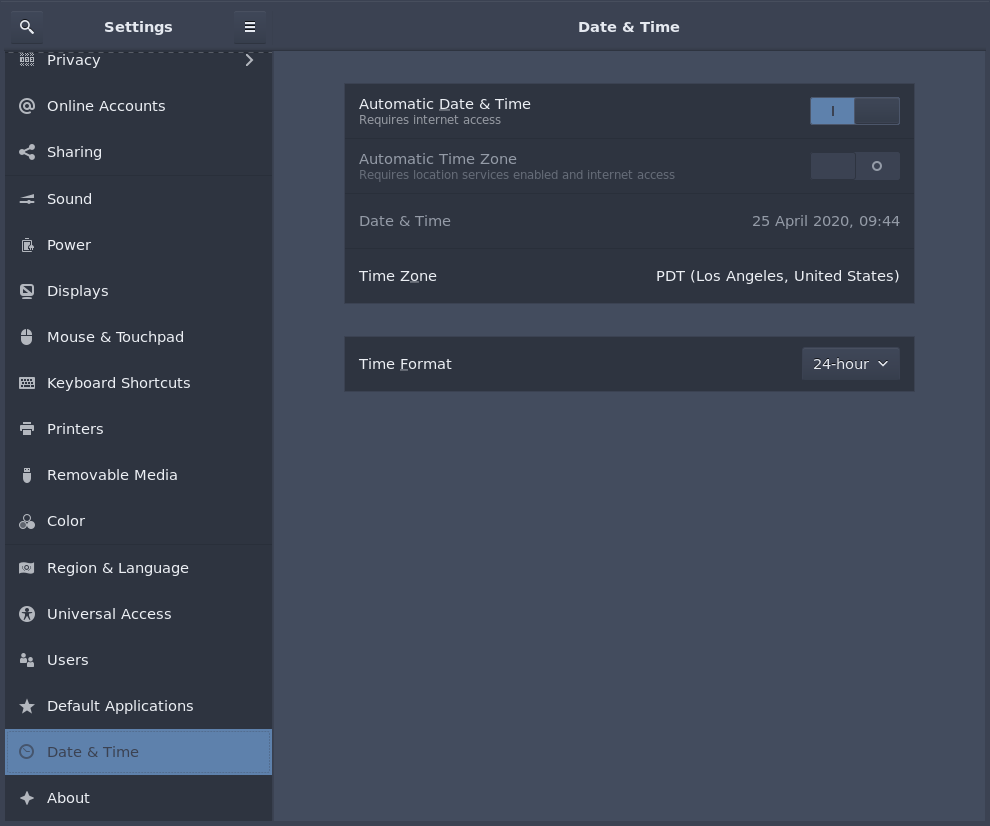 Settings
Date & Time
Privacy
Online Accounts
Sharing
Sound
Power
Displays
Mouse & Touchpad
Keyboard Shortcuts
Printers
Removable Media
Color
Region & Language
Universal Access
Users
Default Applications
Date & Time
About
Automatic Date & Time
Requires internet access
Automatic Time Zone
Requires location services enabled and internet access
Date & Time 25 April 2020, 09:44
Time Zone PDT (Los Angeles, United States)
Time Format 24-hour